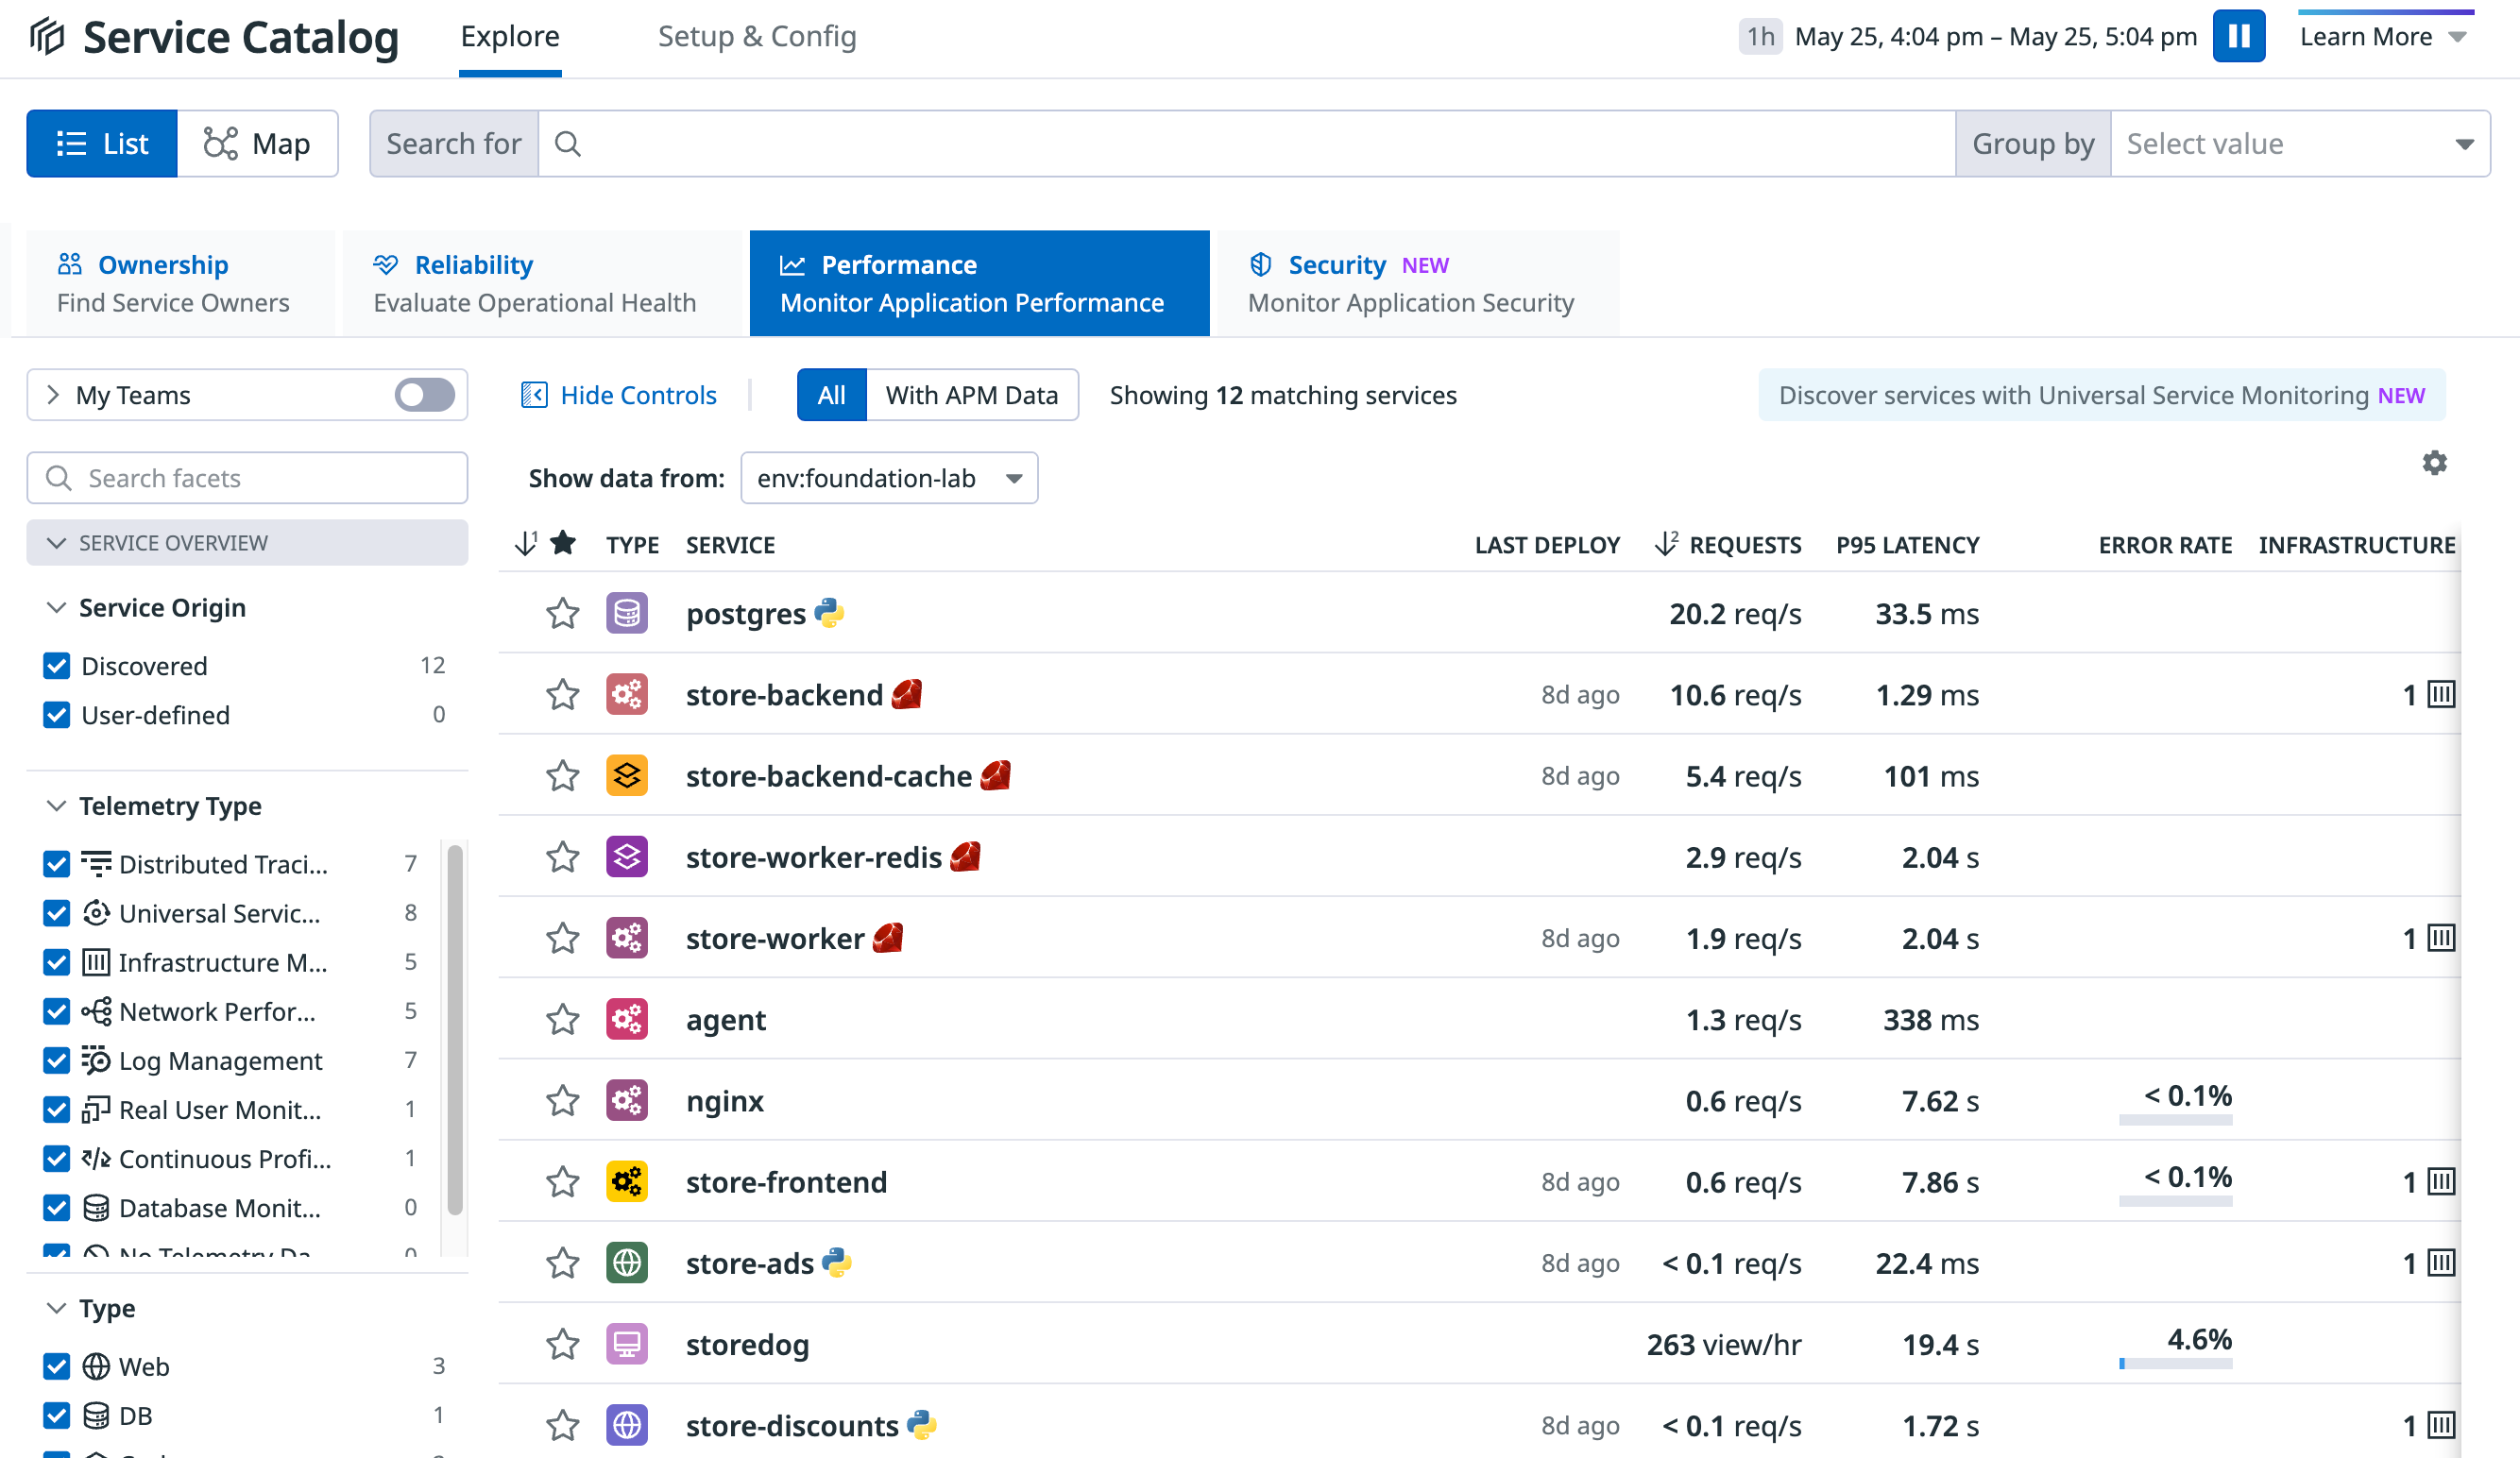 Service Catalog
Explore
Setup & Config
1h May 25, 4:04 pm – May 25, 5:04 pm
Learn More
List
Map
Search for
Group by
Select value
Ownership
Find Service Owners
Reliability
Evaluate Operational Health
Performance
Monitor Application Performance
Security NEW
Monitor Application Security
My Teams
Hide Controls
All
With APM Data
Showing 12 matching services
Discover services with Universal Service Monitoring NEW
Search facets
Show data from: env:foundation-lab
SERVICE OVERVIEW
Service Origin
Discovered 12
User-defined 0
Telemetry Type
Distributed Traci... 7
Universal Servic... 8
Infrastructure M... 5
Network Perfor... 5
Log Management 7
Real User Monit... 1
Continuous Profi... 1
Database Monit... 0
No Telemetry Da 0
Type
Web 3
DB 1
1 TYPE SERVICE LAST DEPLOY 2 REQUESTS P95 LATENCY ERROR RATE INFRASTRUCTURE
postgres 20.2 req/s 33.5 ms
store-backend 8d ago 10.6 req/s 1.29 ms 1
store-backend-cache 8d ago 5.4 req/s 101 ms
store-worker-redis 2.9 req/s 2.04 s
store-worker 8d ago 1.9 req/s 2.04 s 1
agent 1.3 req/s 338 ms
nginx 0.6 req/s 7.62 s < 0.1%
store-frontend 8d ago 0.6 req/s 7.86 s < 0.1% 1
store-ads 8d ago < 0.1 req/s 22.4 ms 1
storedog 263 view/hr 19.4 s 4.6%
store-discounts 8d ago < 0.1 req/s 1.72 s 1